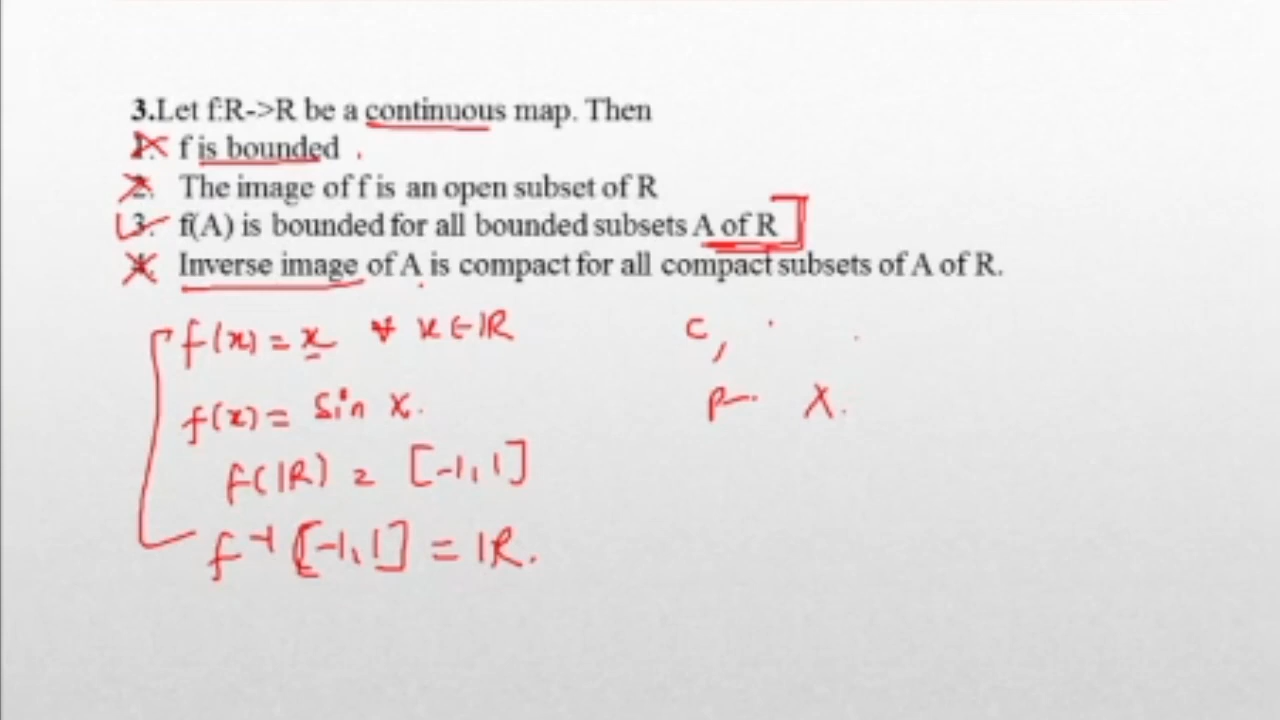 3.Let f:R->R be a continuous map. Then
1. f is bounded .
2. The image of f is an open subset of R
3. f(A) is bounded for all bounded subsets A of R
4. Inverse image of A is compact for all compact subsets of A of R.
f(x) = x ∀ x ∈ ℝ
c,
f(x) = sin x.
X.
f(ℝ) = [-1, 1]
f⁻¹ [-1, 1] = ℝ.